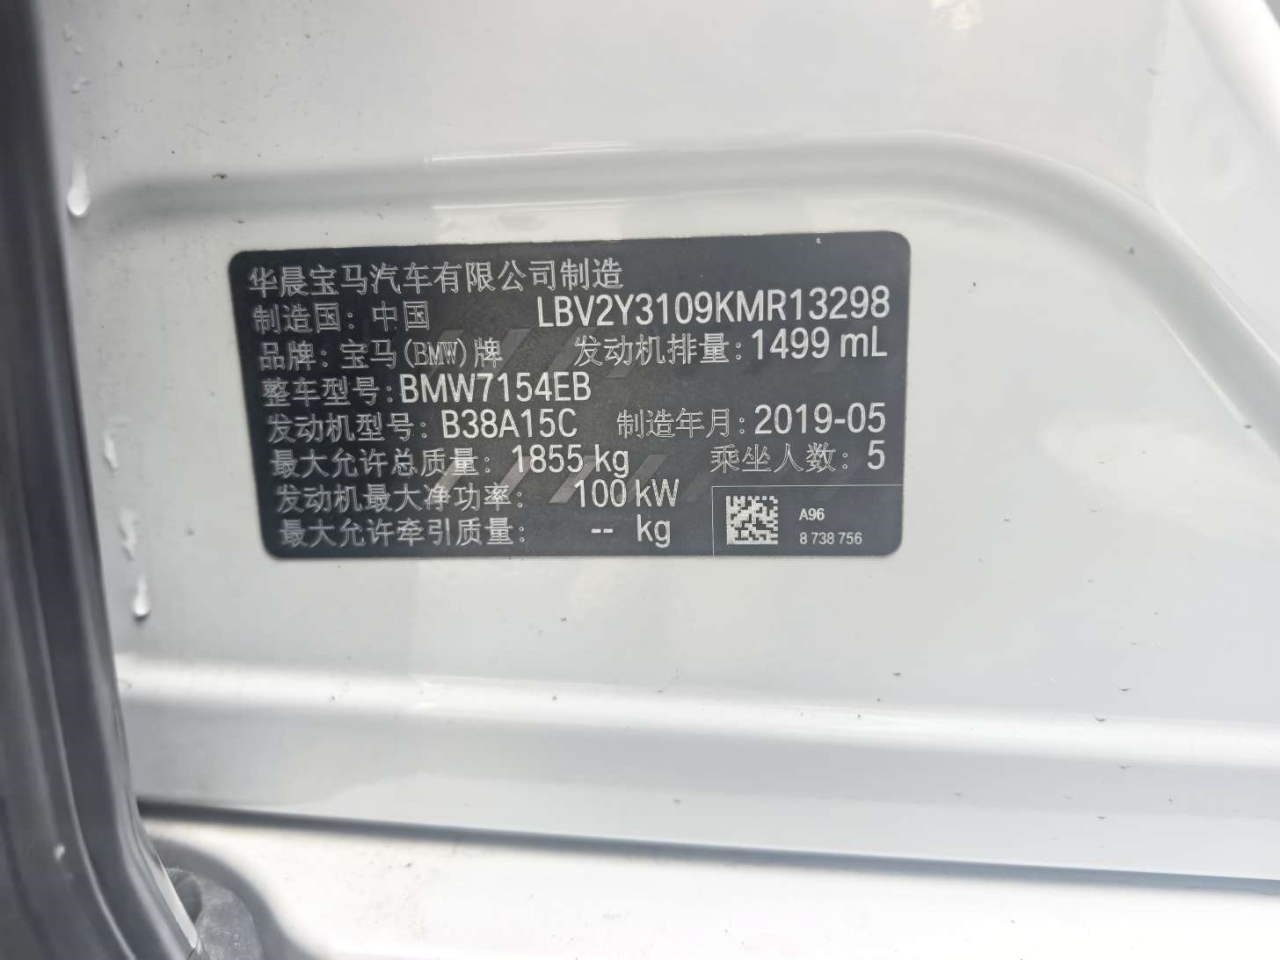 华晨宝马汽车有限公司制造
制造国: 中国 LBV2Y3109KMR13298
品牌: 宝马(BMW)牌 发动机排量: 1499 mL
整车型号: BMW7154EB
发动机型号: B38A15C 制造年月: 2019-05
最大允许总质量: 1855 kg 乘坐人数: 5
发动机最大净功率: 100 kW
最大允许牵引质量: -- kg
A96
8 738 756